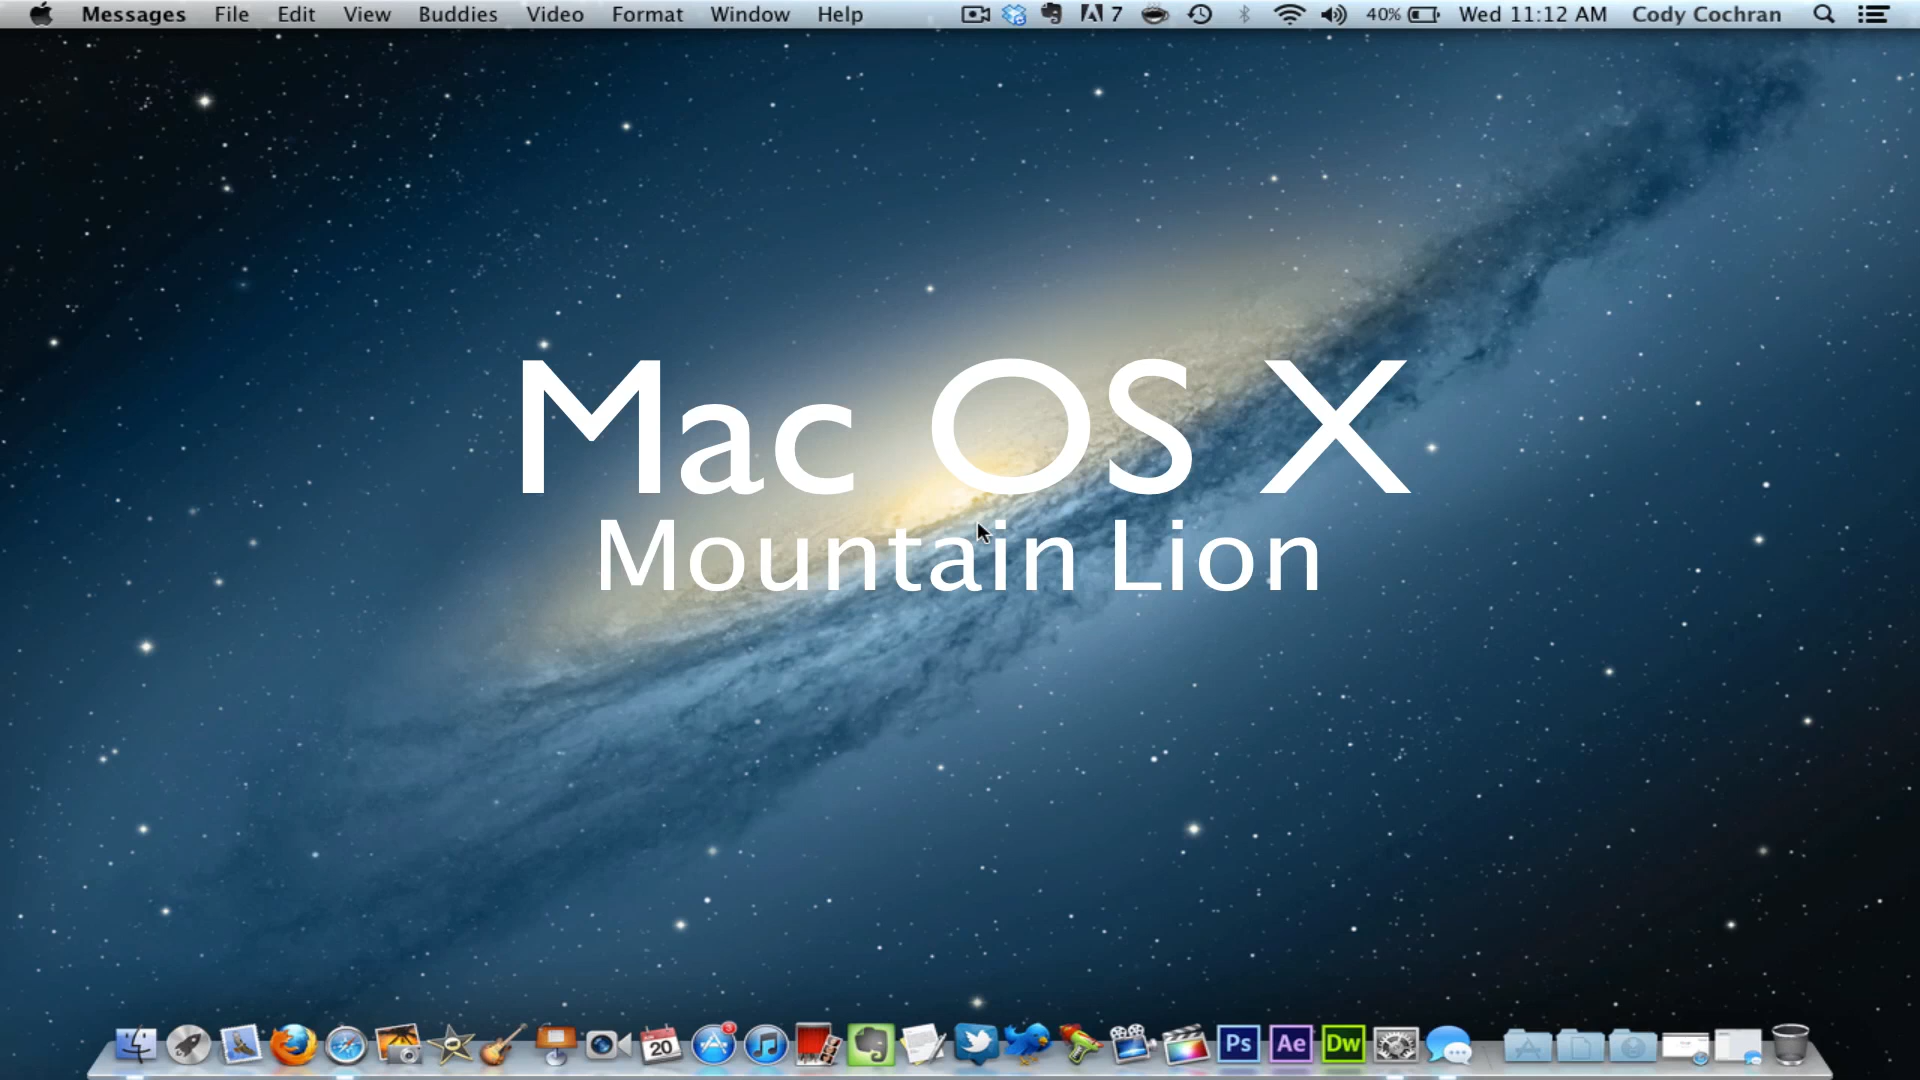 Messages File Edit View Buddies Video Format Window Help 7 40% Wed 11:12 AM Cody Cochran
Mac OS X
Mountain Lion
20 3 Ps Ae Dw